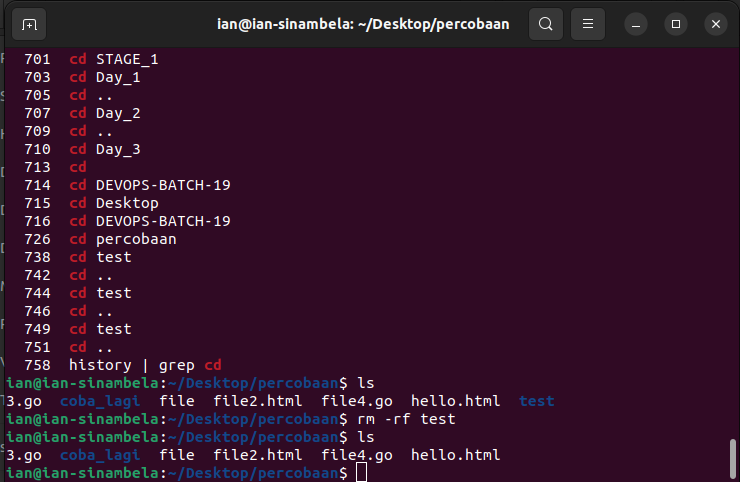 ian@ian-sinambela: ~/Desktop/percobaan
701 cd STAGE_1
703 cd Day_1
705 cd ..
707 cd Day_2
709 cd ..
710 cd Day_3
713 cd
714 cd DEVOPS-BATCH-19
715 cd Desktop
716 cd DEVOPS-BATCH-19
726 cd percobaan
738 cd test
742 cd ..
744 cd test
746 cd ..
749 cd test
751 cd ..
758 history | grep cd
ian@ian-sinambela:~/Desktop/percobaan$ ls
3.go coba_lagi file file2.html file4.go hello.html test
ian@ian-sinambela:~/Desktop/percobaan$ rm -rf test
ian@ian-sinambela:~/Desktop/percobaan$ ls
3.go coba_lagi file file2.html file4.go hello.html
ian@ian-sinambela:~/Desktop/percobaan$